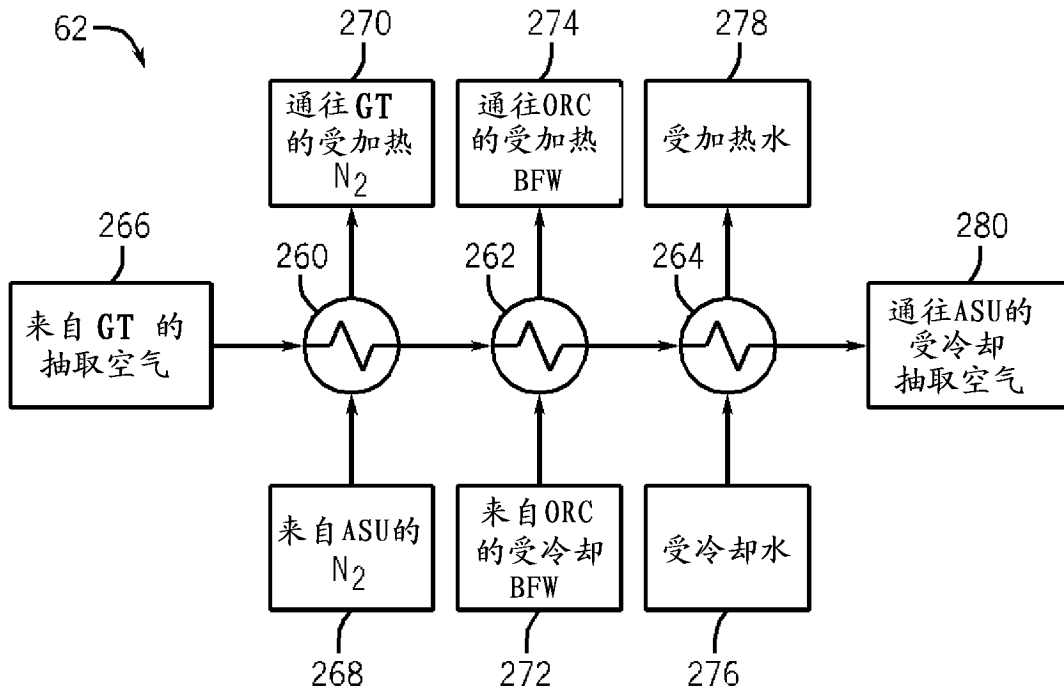 62
270
274
278
通往GT
的受加热
N2
通往ORC
的受加热
BFW
受加热水
266
260
262
264
280
来自 GT 的
抽取空气
通往ASU的
受冷却
抽取空气
来自ASU的
N2
来自ORC
的受冷却
BFW
受冷却水
268
272
276